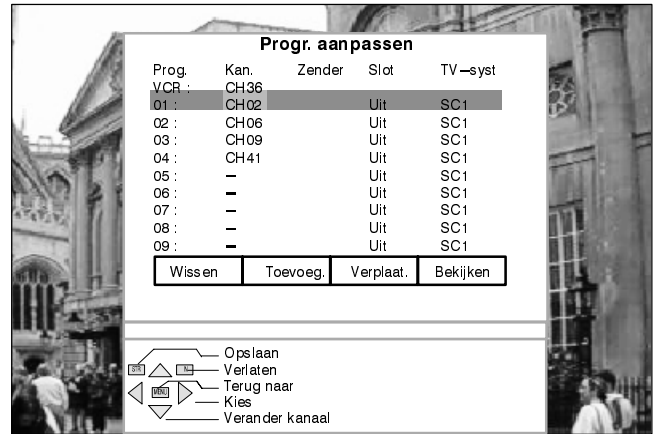 Progr. aanpassen
Prog. Kan. Zender Slot TV–syst
VCR : CH36
01 : CH02 Uit SC1
02 : CH06 Uit SC1
03 : CH09 Uit SC1
04 : CH41 Uit SC1
05 : – Uit SC1
06 : – Uit SC1
07 : – Uit SC1
08 : – Uit SC1
09 : – Uit SC1
Wissen Toevoeg. Verplaat. Bekijken
Opslaan
STR N Verlaten
MENU Terug naar
Kies
Verander kanaal